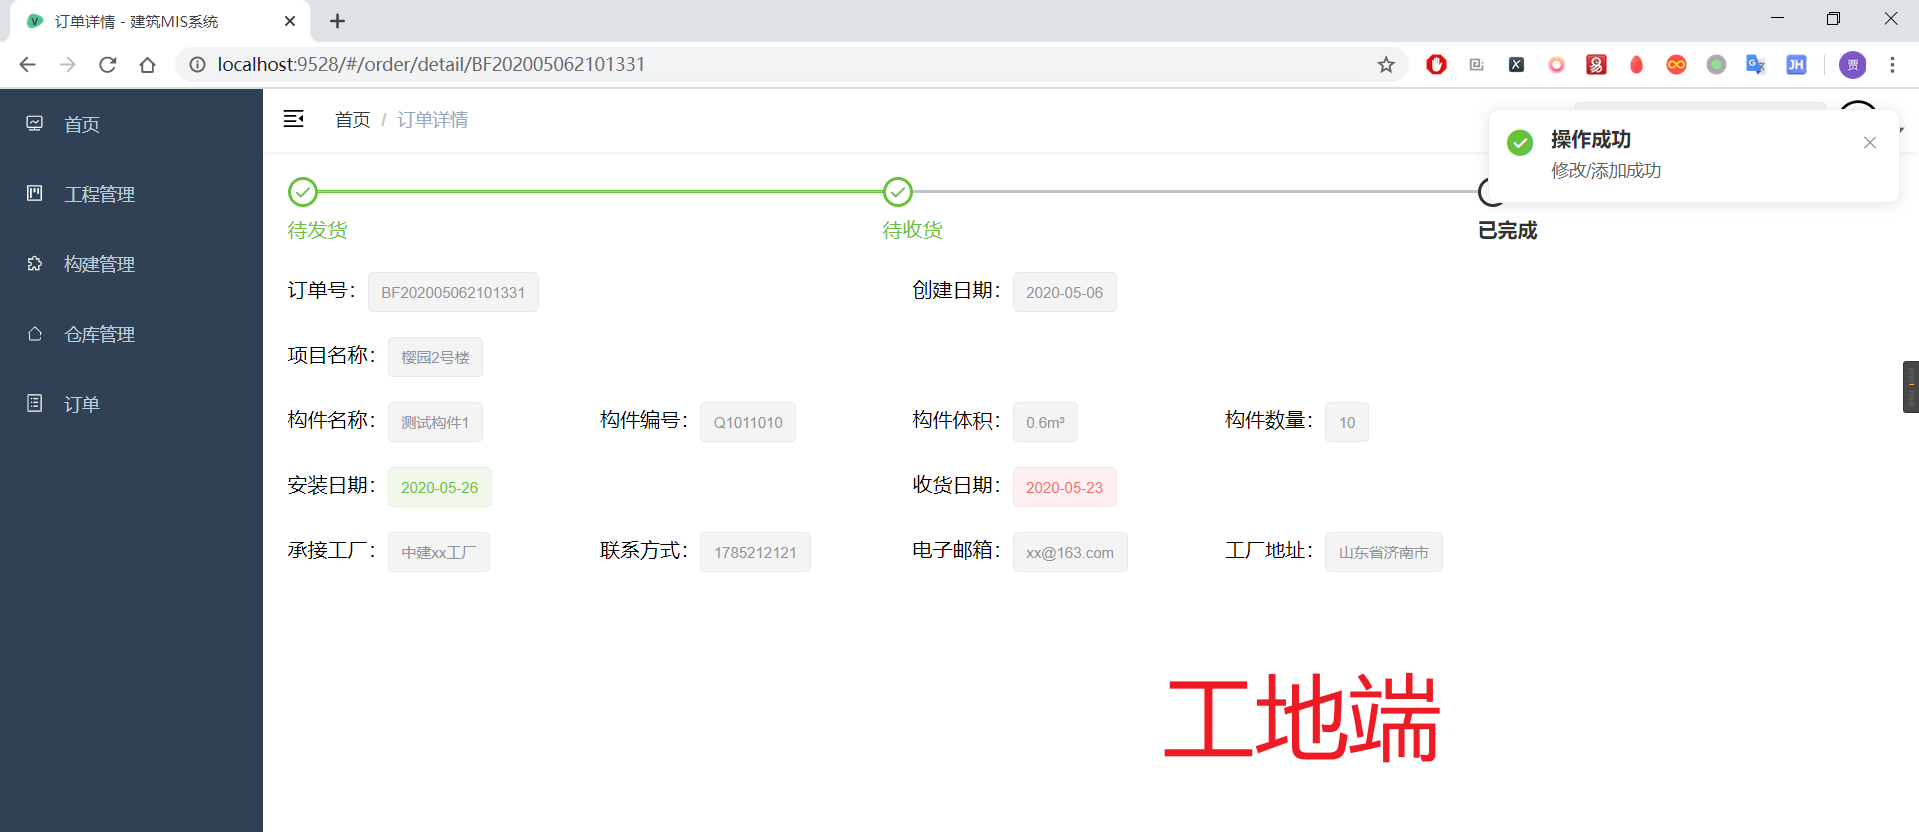 订单详情 - 建筑MIS系统
localhost:9528/#/order/detail/BF202005062101331
JH
贾
首页
工程管理
构建管理
仓库管理
订单
首页 / 订单详情
操作成功
修改/添加成功
待发货
待收货
已完成
订单号： BF202005062101331 创建日期： 2020-05-06
项目名称： 樱园2号楼
构件名称： 测试构件1 构件编号： Q1011010 构件体积： 0.6m³ 构件数量： 10
安装日期： 2020-05-26 收货日期： 2020-05-23
承接工厂： 中建xx工厂 联系方式： 1785212121 电子邮箱： xx@163.com 工厂地址： 山东省济南市
工地端